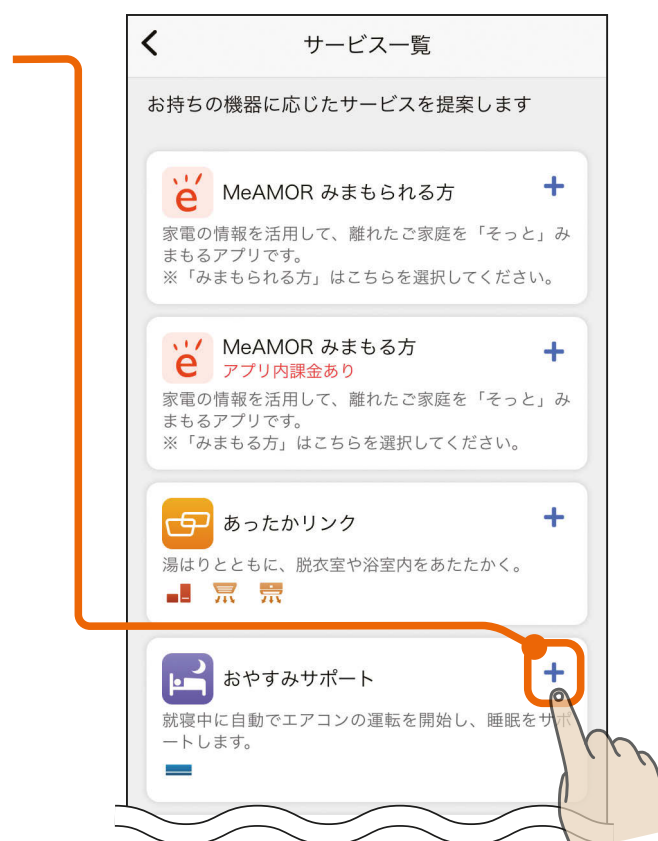 サービス一覧
お持ちの機器に応じたサービスを提案します
MeAMOR みまもられる方
家電の情報を活用して、離れたご家庭を「そっと」み
まもるアプリです。
※「みまもられる方」はこちらを選択してください。
MeAMOR みまもる方
アプリ内課金あり
家電の情報を活用して、離れたご家庭を「そっと」み
まもるアプリです。
※「みまもる方」はこちらを選択してください。
あったかリンク
湯はりとともに、脱衣室や浴室内をあたたかく。
おやすみサポート
就寝中に自動でエアコンの運転を開始し、睡眠をサポ
ートします。